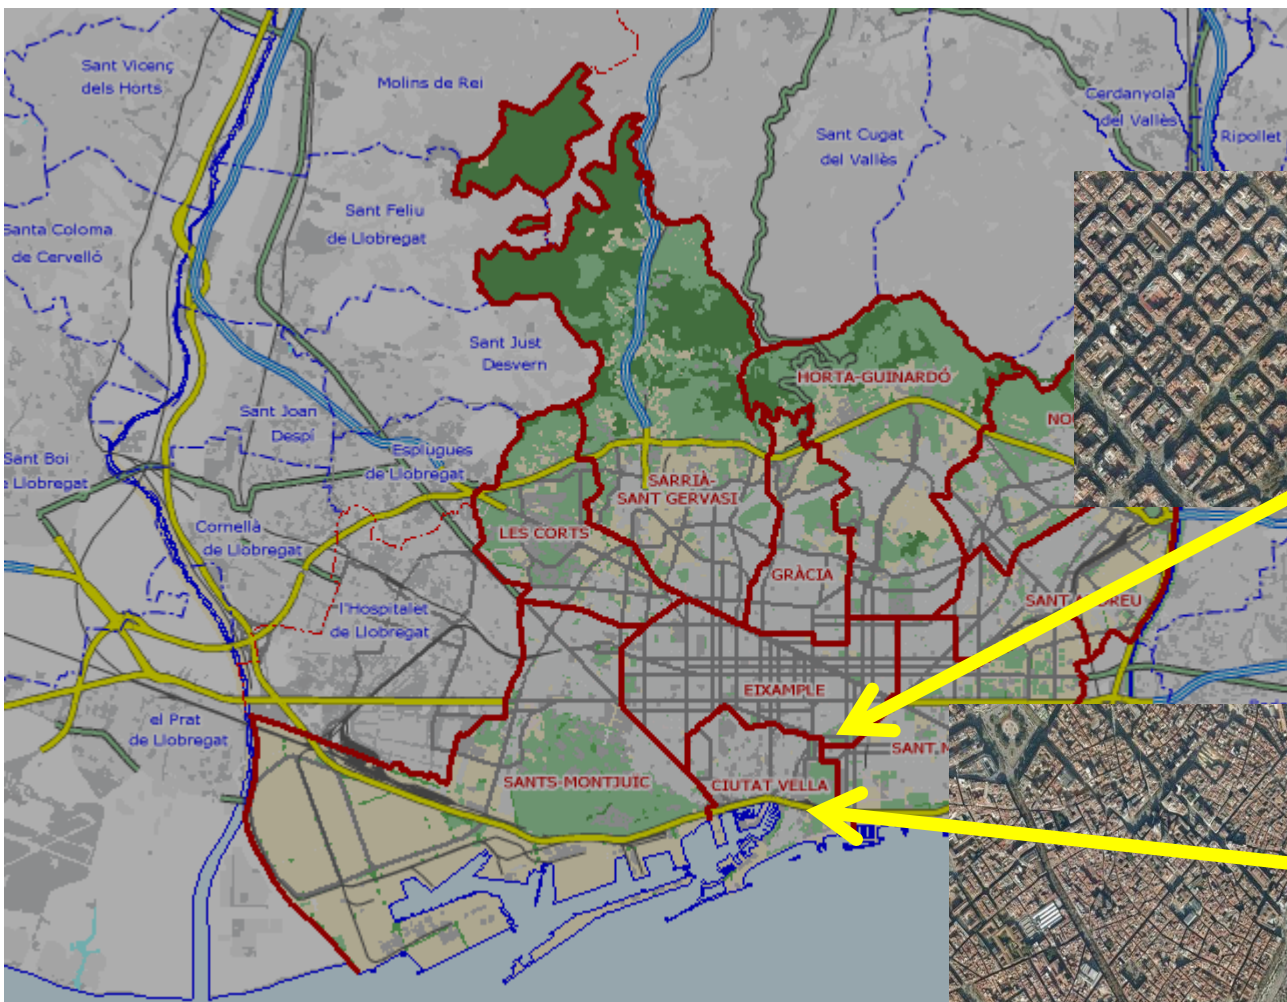 Sant Vicenç
dels Horts
Molins de Rei
Cerdanyola
del Vallès
Ripollet
Sant Cugat
del Vallès
Santa Coloma
de Cervelló
Sant Feliu
de Llobregat
Sant Just
Desvern
HORTA-GUINARDÓ
NO
Sant Joan
Despí
Sant Boi
e Llobregat
Esplugues
de Llobregat
SARRIÀ-
SANT GERVASI
Cornellà
de Llobregat
LES CORTS
GRÀCIA
l'Hospitalet
de Llobregat
SANT ANDREU
EIXAMPLE
el Prat
de Llobregat
SANT M
SANTS-MONTJUÏC
CIUTAT VELLA